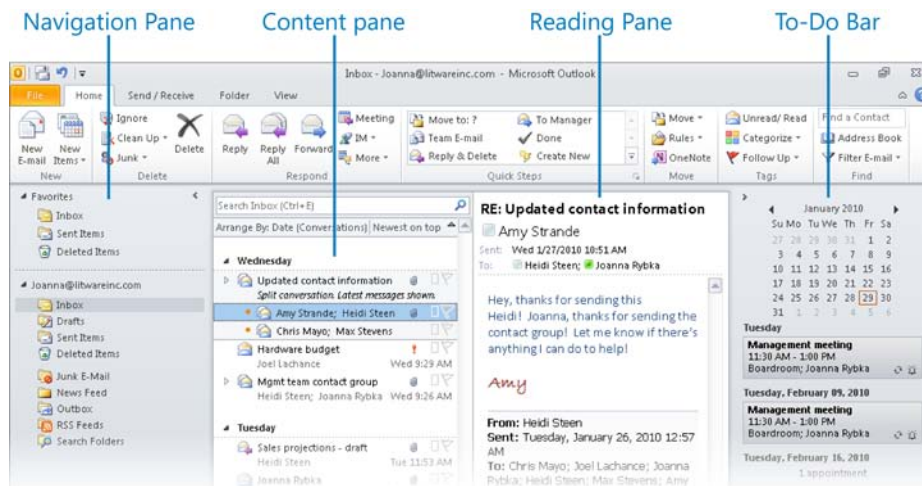 Navigation Pane Content pane Reading Pane To-Do Bar
Inbox - Joanna@litwareinc.com - Microsoft Outlook
File Home Send / Receive Folder View
New E-mail
New Items
New
Ignore
Clean Up
Junk
Delete
Delete
Reply
Reply All
Forward
Meeting
IM
More
Respond
Move to: ?
Team E-mail
Reply & Delete
To Manager
Done
Create New
Quick Steps
Move
Rules
OneNote
Move
Unread/ Read
Categorize
Follow Up
Tags
Find a Contact
Address Book
Filter E-mail
Find
Favorites
Inbox
Sent Items
Deleted Items
Joanna@litwareinc.com
Inbox
Drafts
Sent Items
Deleted Items
Junk E-Mail
News Feed
Outbox
RSS Feeds
Search Folders
Search Inbox (Ctrl+E)
Arrange By: Date (Conversations) Newest on top
Wednesday
Updated contact information
Split conversation. Latest messages shown.
Amy Strande; Heidi Steen
Chris Mayo; Max Stevens
Hardware budget
Joel Lachance Wed 9:29 AM
Mgmt team contact group
Heidi Steen; Joanna Rybka Wed 9:26 AM
Tuesday
Sales projections - draft
Heidi Steen Tue 11:53 AM
Joanna Rybka
RE: Updated contact information
Amy Strande
Sent: Wed 1/27/2010 10:51 AM
To: Heidi Steen; Joanna Rybka
Hey, thanks for sending this
Heidi! Joanna, thanks for sending the
contact group! Let me know if there's
anything I can do to help!
Amy
From: Heidi Steen
Sent: Tuesday, January 26, 2010 12:57
AM
To: Chris Mayo; Joel Lachance; Joanna
Rybka; Heidi Steen; Max Stevens; Amy
January 2010
Su Mo Tu We Th Fr Sa
27 28 29 30 31 1 2
3 4 5 6 7 8 9
10 11 12 13 14 15 16
17 18 19 20 21 22 23
24 25 26 27 28 29 30
31 1 2 3 4 5 6
Tuesday
Management meeting
11:30 AM - 1:00 PM
Boardroom; Joanna Rybka
Tuesday, February 09, 2010
Management meeting
11:30 AM - 1:00 PM
Boardroom; Joanna Rybka
Tuesday, February 16, 2010
1 appointment